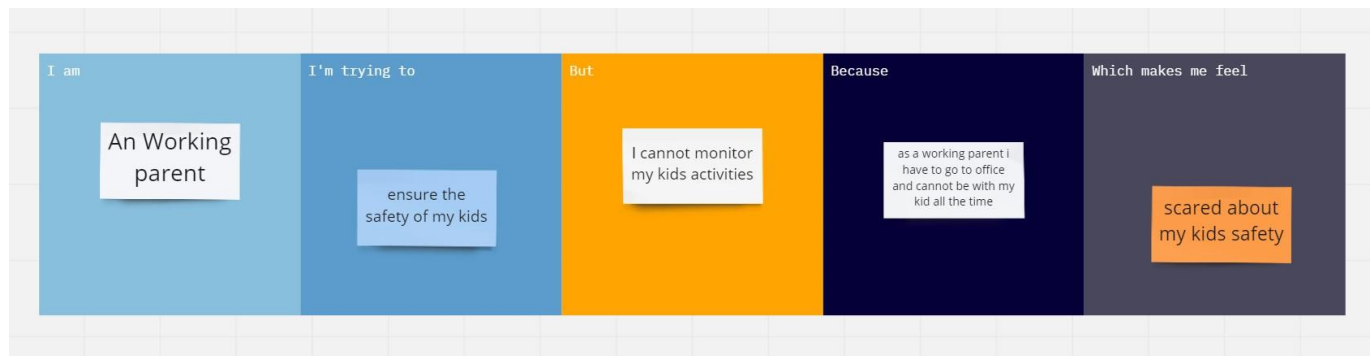 I am
An Working
parent
I'm trying to
ensure the
safety of my kids
But
I cannot monitor
my kids activities
Because
as a working parent i
have to go to office
and cannot be with my
kid all the time
Which makes me feel
scared about
my kids safety